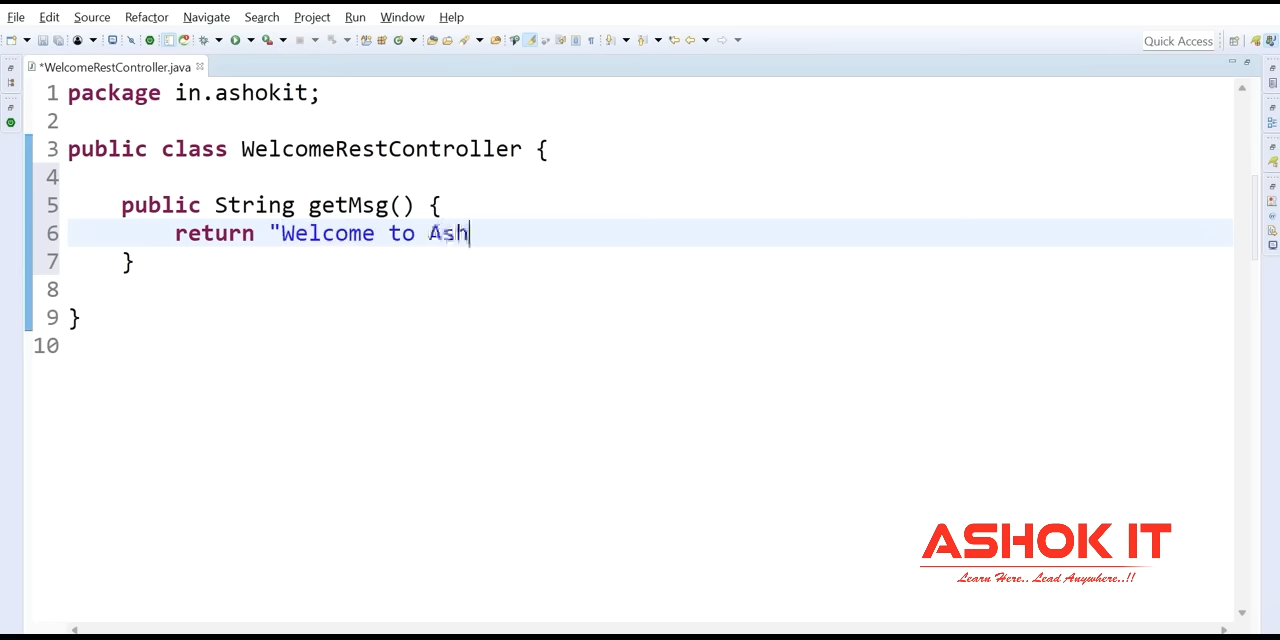 File Edit Source Refactor Navigate Search Project Run Window Help
Quick Access
*WelcomeRestController.java
1 package in.ashokit;
2
3 public class WelcomeRestController {
4
5     public String getMsg() {
6         return "Welcome to Ash
7     }
8
9 }
10
ASHOK IT
Learn Here.. Lead Anywhere..!!